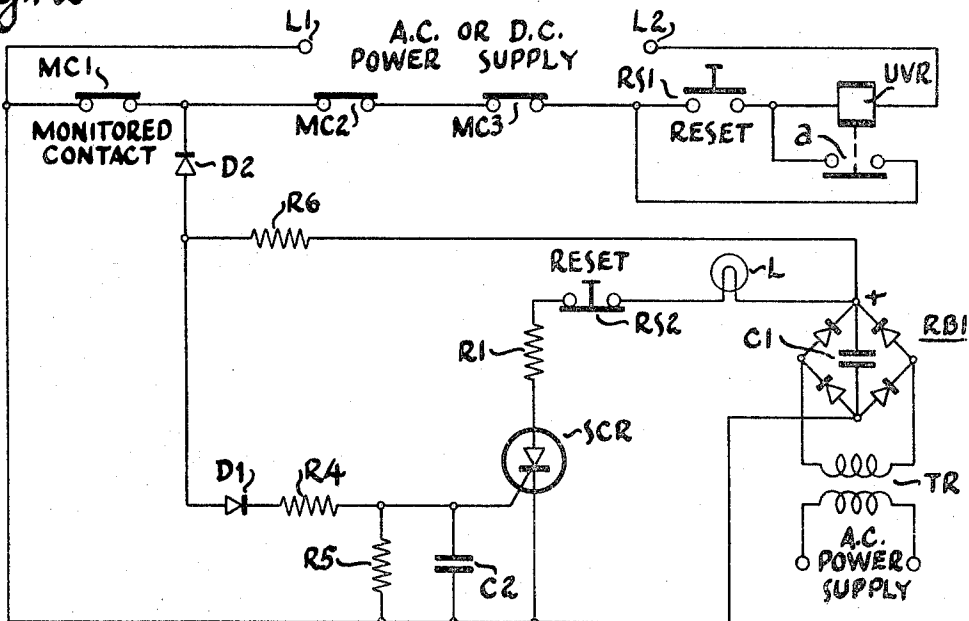 L1
A.C. OR D.C.
POWER SUPPLY
L2
MC1
MONITORED
CONTACT
MC2
MC3
RS1
RESET
UVR
a
D2
R6
RESET
RS2
L
+
RB1
C1
R1
SCR
TR
D1
R4
R5
C2
A.C.
POWER
SUPPLY